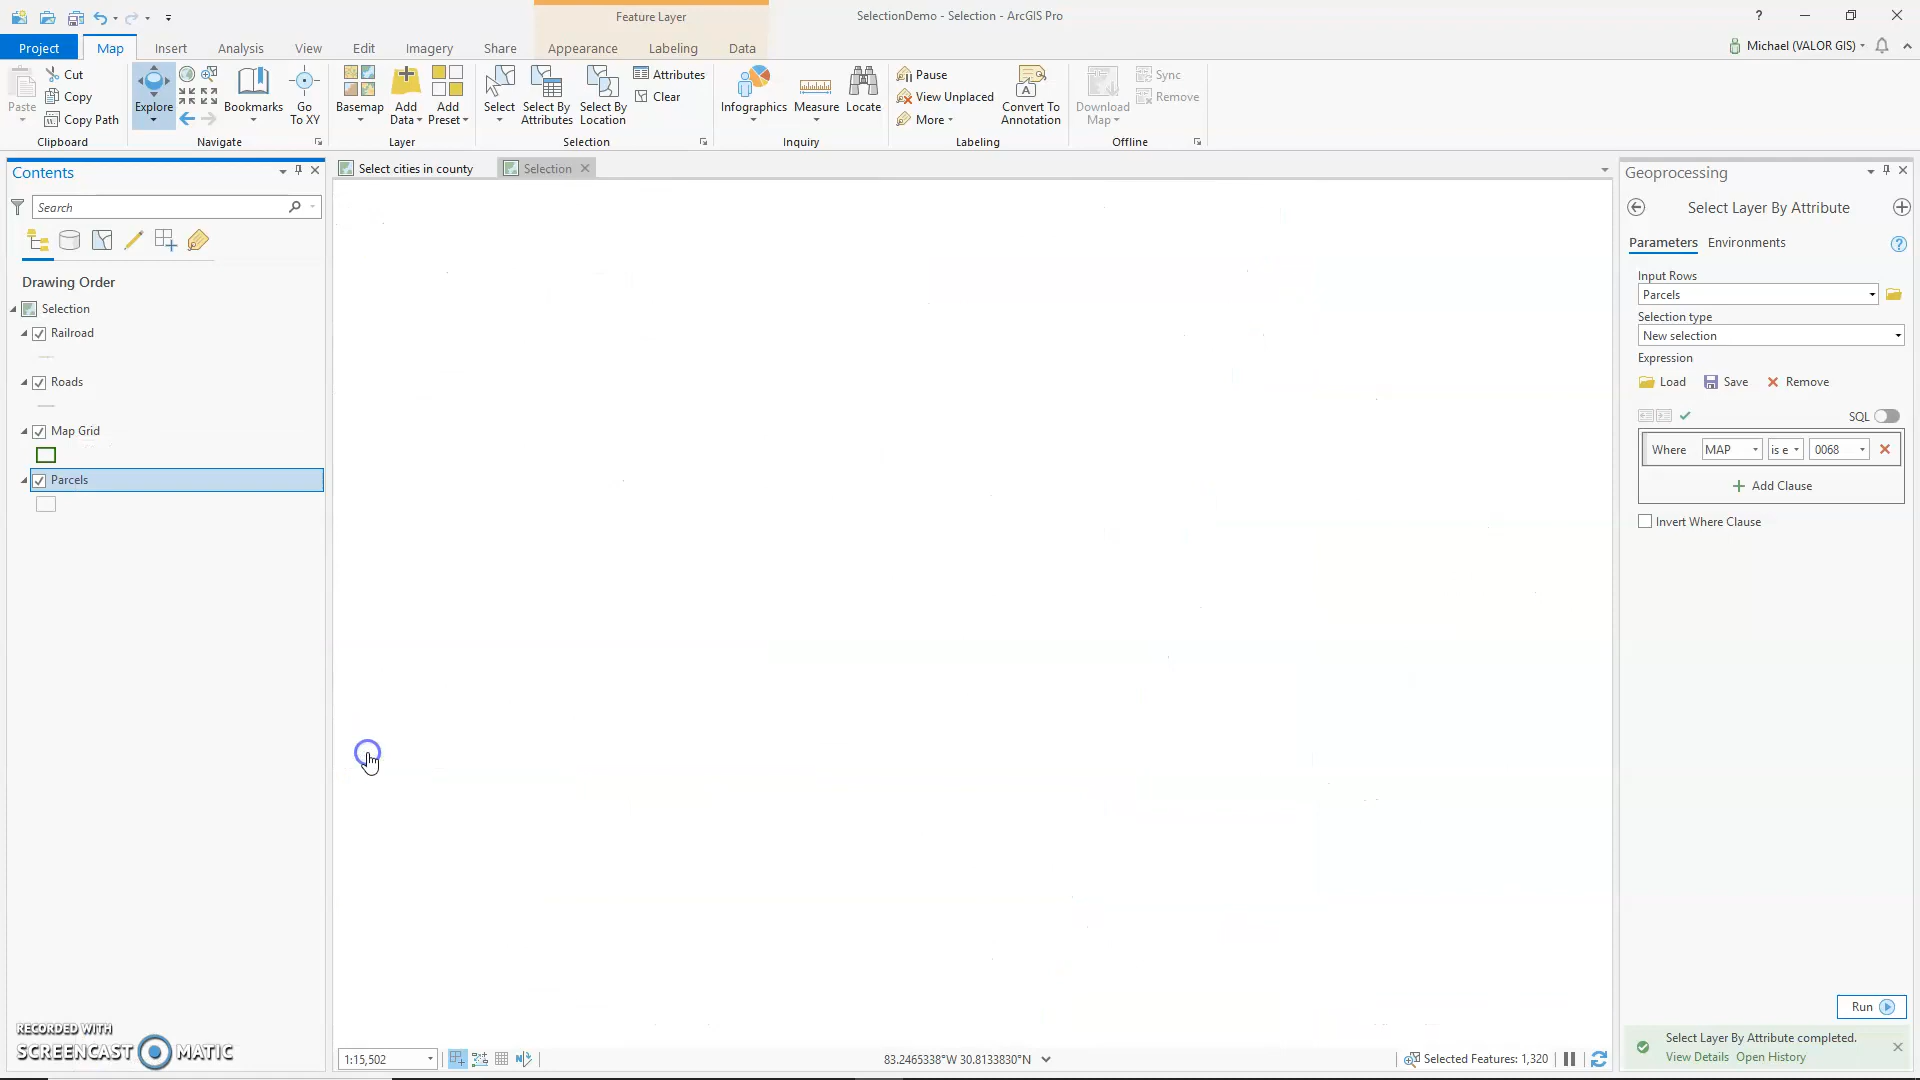 Feature Layer
SelectionDemo - Selection - ArcGIS Pro
?
Project
Map
Insert
Analysis
View
Edit
Imagery
Share
Appearance
Labeling
Data
Michael (VALOR GIS)
Paste
Cut
Copy
Copy Path
Clipboard
Explore
Bookmarks
Go
To XY
Navigate
Basemap
Add
Data
Add
Preset
Layer
Select
Select By
Attributes
Select By
Location
Attributes
Clear
Selection
Infographics
Measure
Locate
Inquiry
Pause
View Unplaced
More
Convert To
Annotation
Labeling
Download
Map
Sync
Remove
Offline
Contents
Search
Drawing Order
Selection
Railroad
Roads
Map Grid
Parcels
Select cities in county
Selection
Geoprocessing
Select Layer By Attribute
Parameters
Environments
?
Input Rows
Parcels
Selection type
New selection
Expression
Load
Save
Remove
SQL
Where
MAP
is e
0068
Add Clause
Invert Where Clause
Run
Select Layer By Attribute completed.
View Details Open History
RECORDED WITH
SCREENCAST MATIC
1:15,502
83.2465338°W 30.8133830°N
Selected Features: 1,320